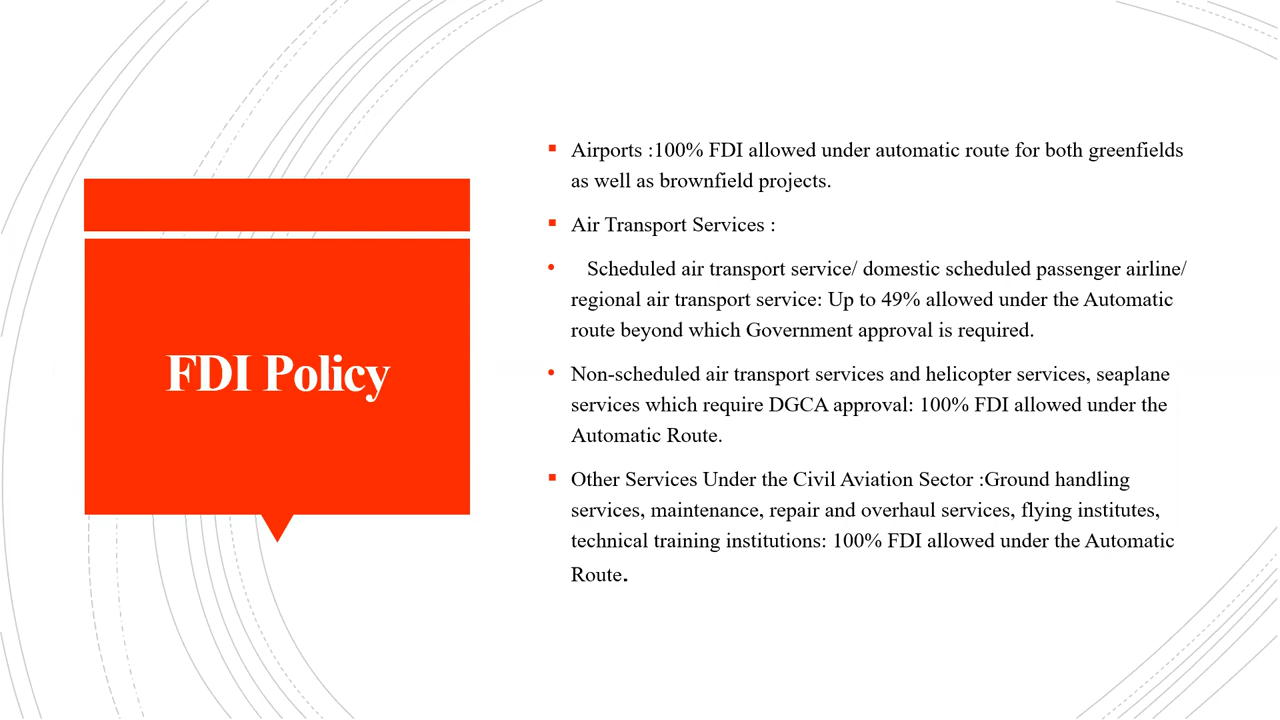 FDI Policy
Airports :100% FDI allowed under automatic route for both greenfields
as well as brownfield projects.
Air Transport Services :
Scheduled air transport service/ domestic scheduled passenger airline/
regional air transport service: Up to 49% allowed under the Automatic
route beyond which Government approval is required.
Non-scheduled air transport services and helicopter services, seaplane
services which require DGCA approval: 100% FDI allowed under the
Automatic Route.
Other Services Under the Civil Aviation Sector :Ground handling
services, maintenance, repair and overhaul services, flying institutes,
technical training institutions: 100% FDI allowed under the Automatic
Route.